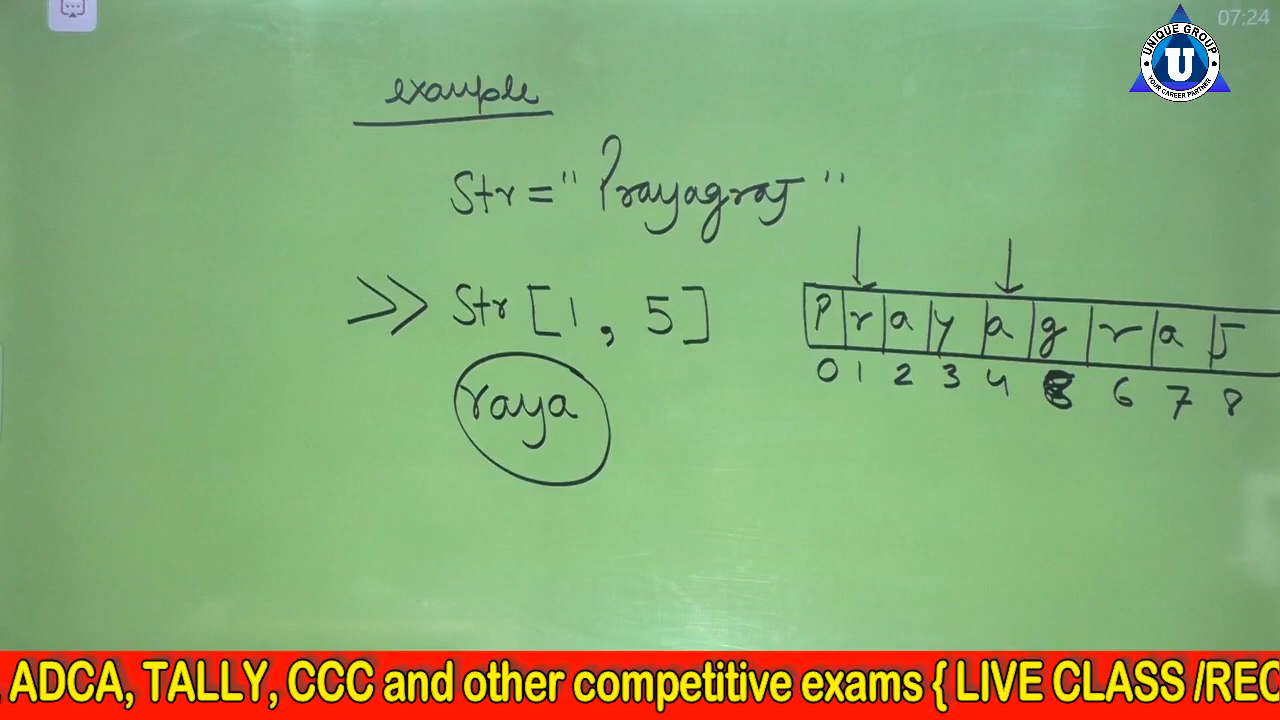 07:24
UNIQUE GROUP
U
YOUR CAREER PARTNER
example
Str = "Prayagraj"
>> Str [1, 5]
P r a y a g r a J
0 1 2 3 4 5 6 7 8
raya
ADCA, TALLY, CCC and other competitive exams { LIVE CLASS /REC